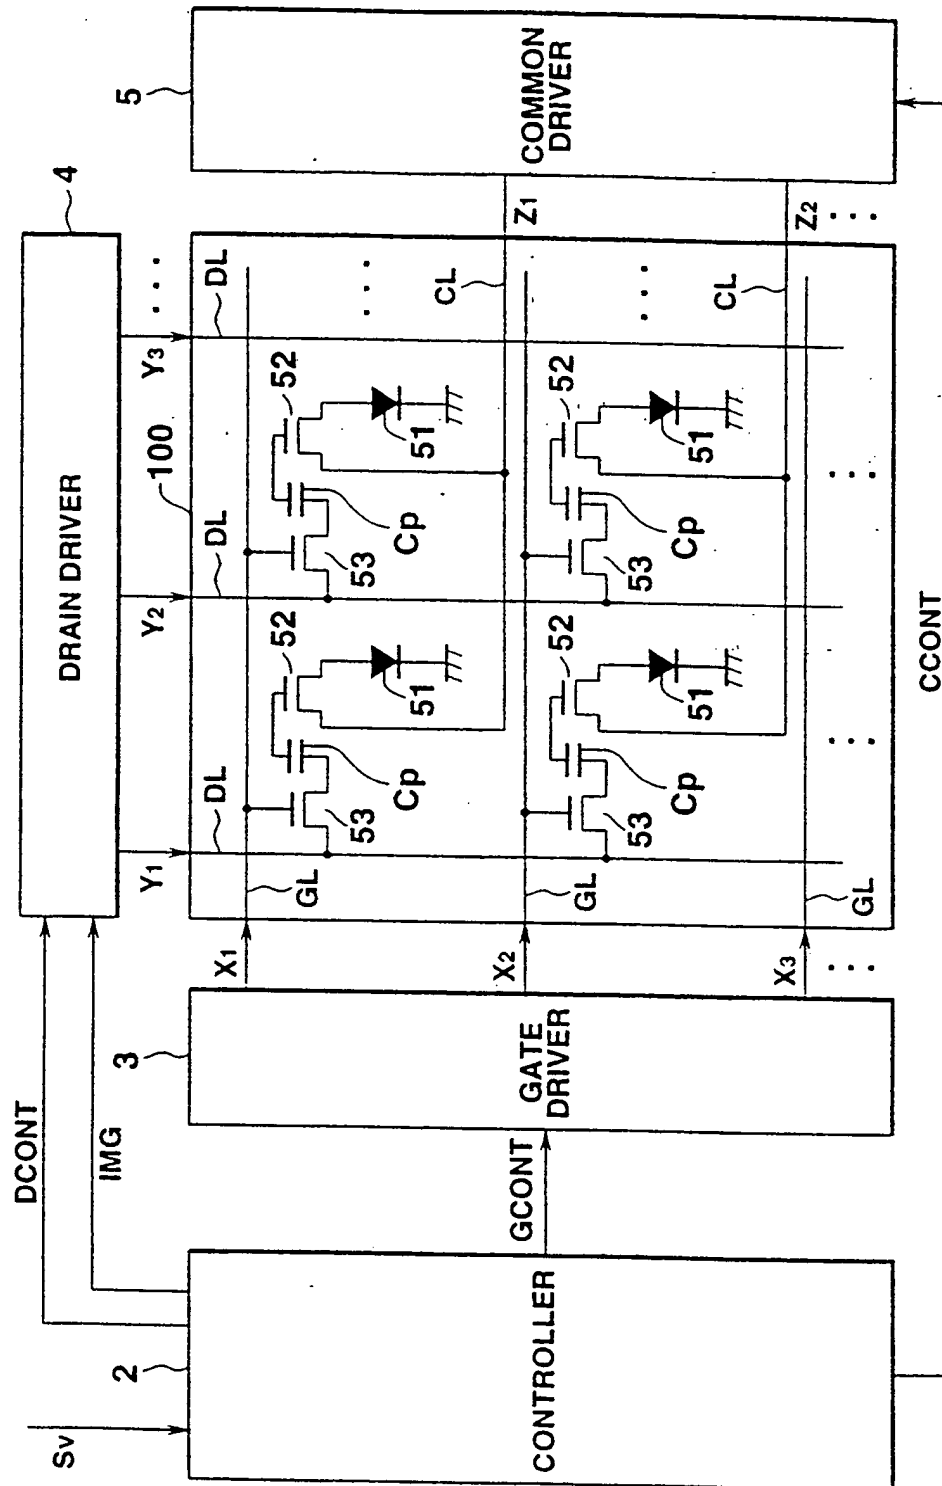 Sv
DCONT
IMG
2
CONTROLLER
GCONT
3
GATE
DRIVER
4
DRAIN DRIVER
5
COMMON
DRIVER
CCONT
100
Y1
Y2
Y3
...
DL
DL
DL
X1
X2
X3
...
GL
GL
GL
53
Cp
52
51
53
Cp
52
51
...
53
Cp
52
51
53
Cp
52
51
...
...
...
CL
CL
Z1
Z2
...